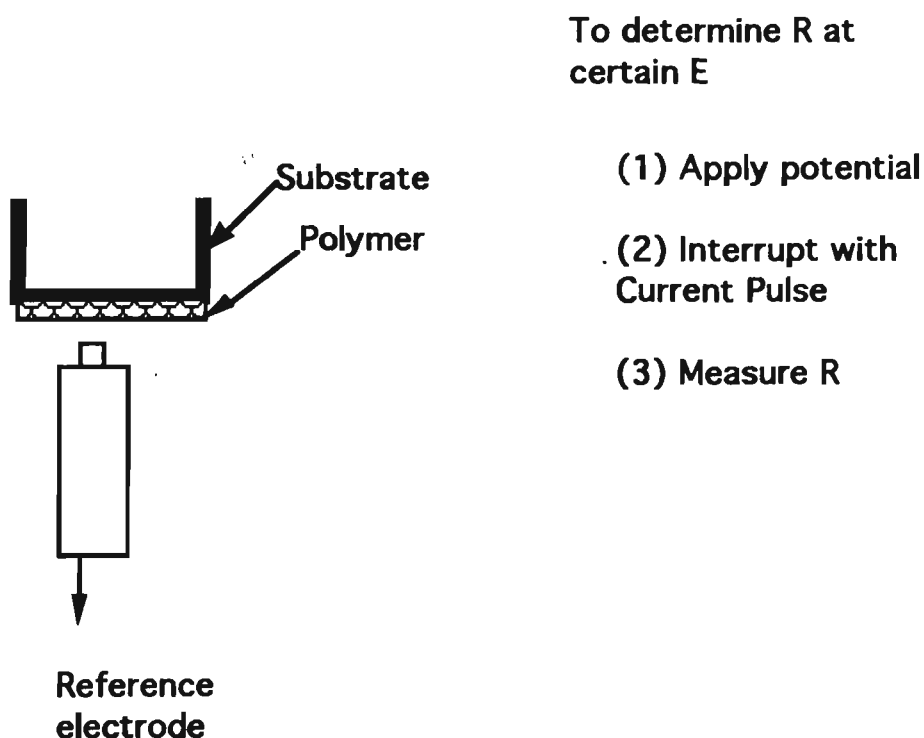 To determine R at
certain E
(1) Apply potential
(2) Interrupt with
Current Pulse
(3) Measure R
Substrate
Polymer
Reference
electrode